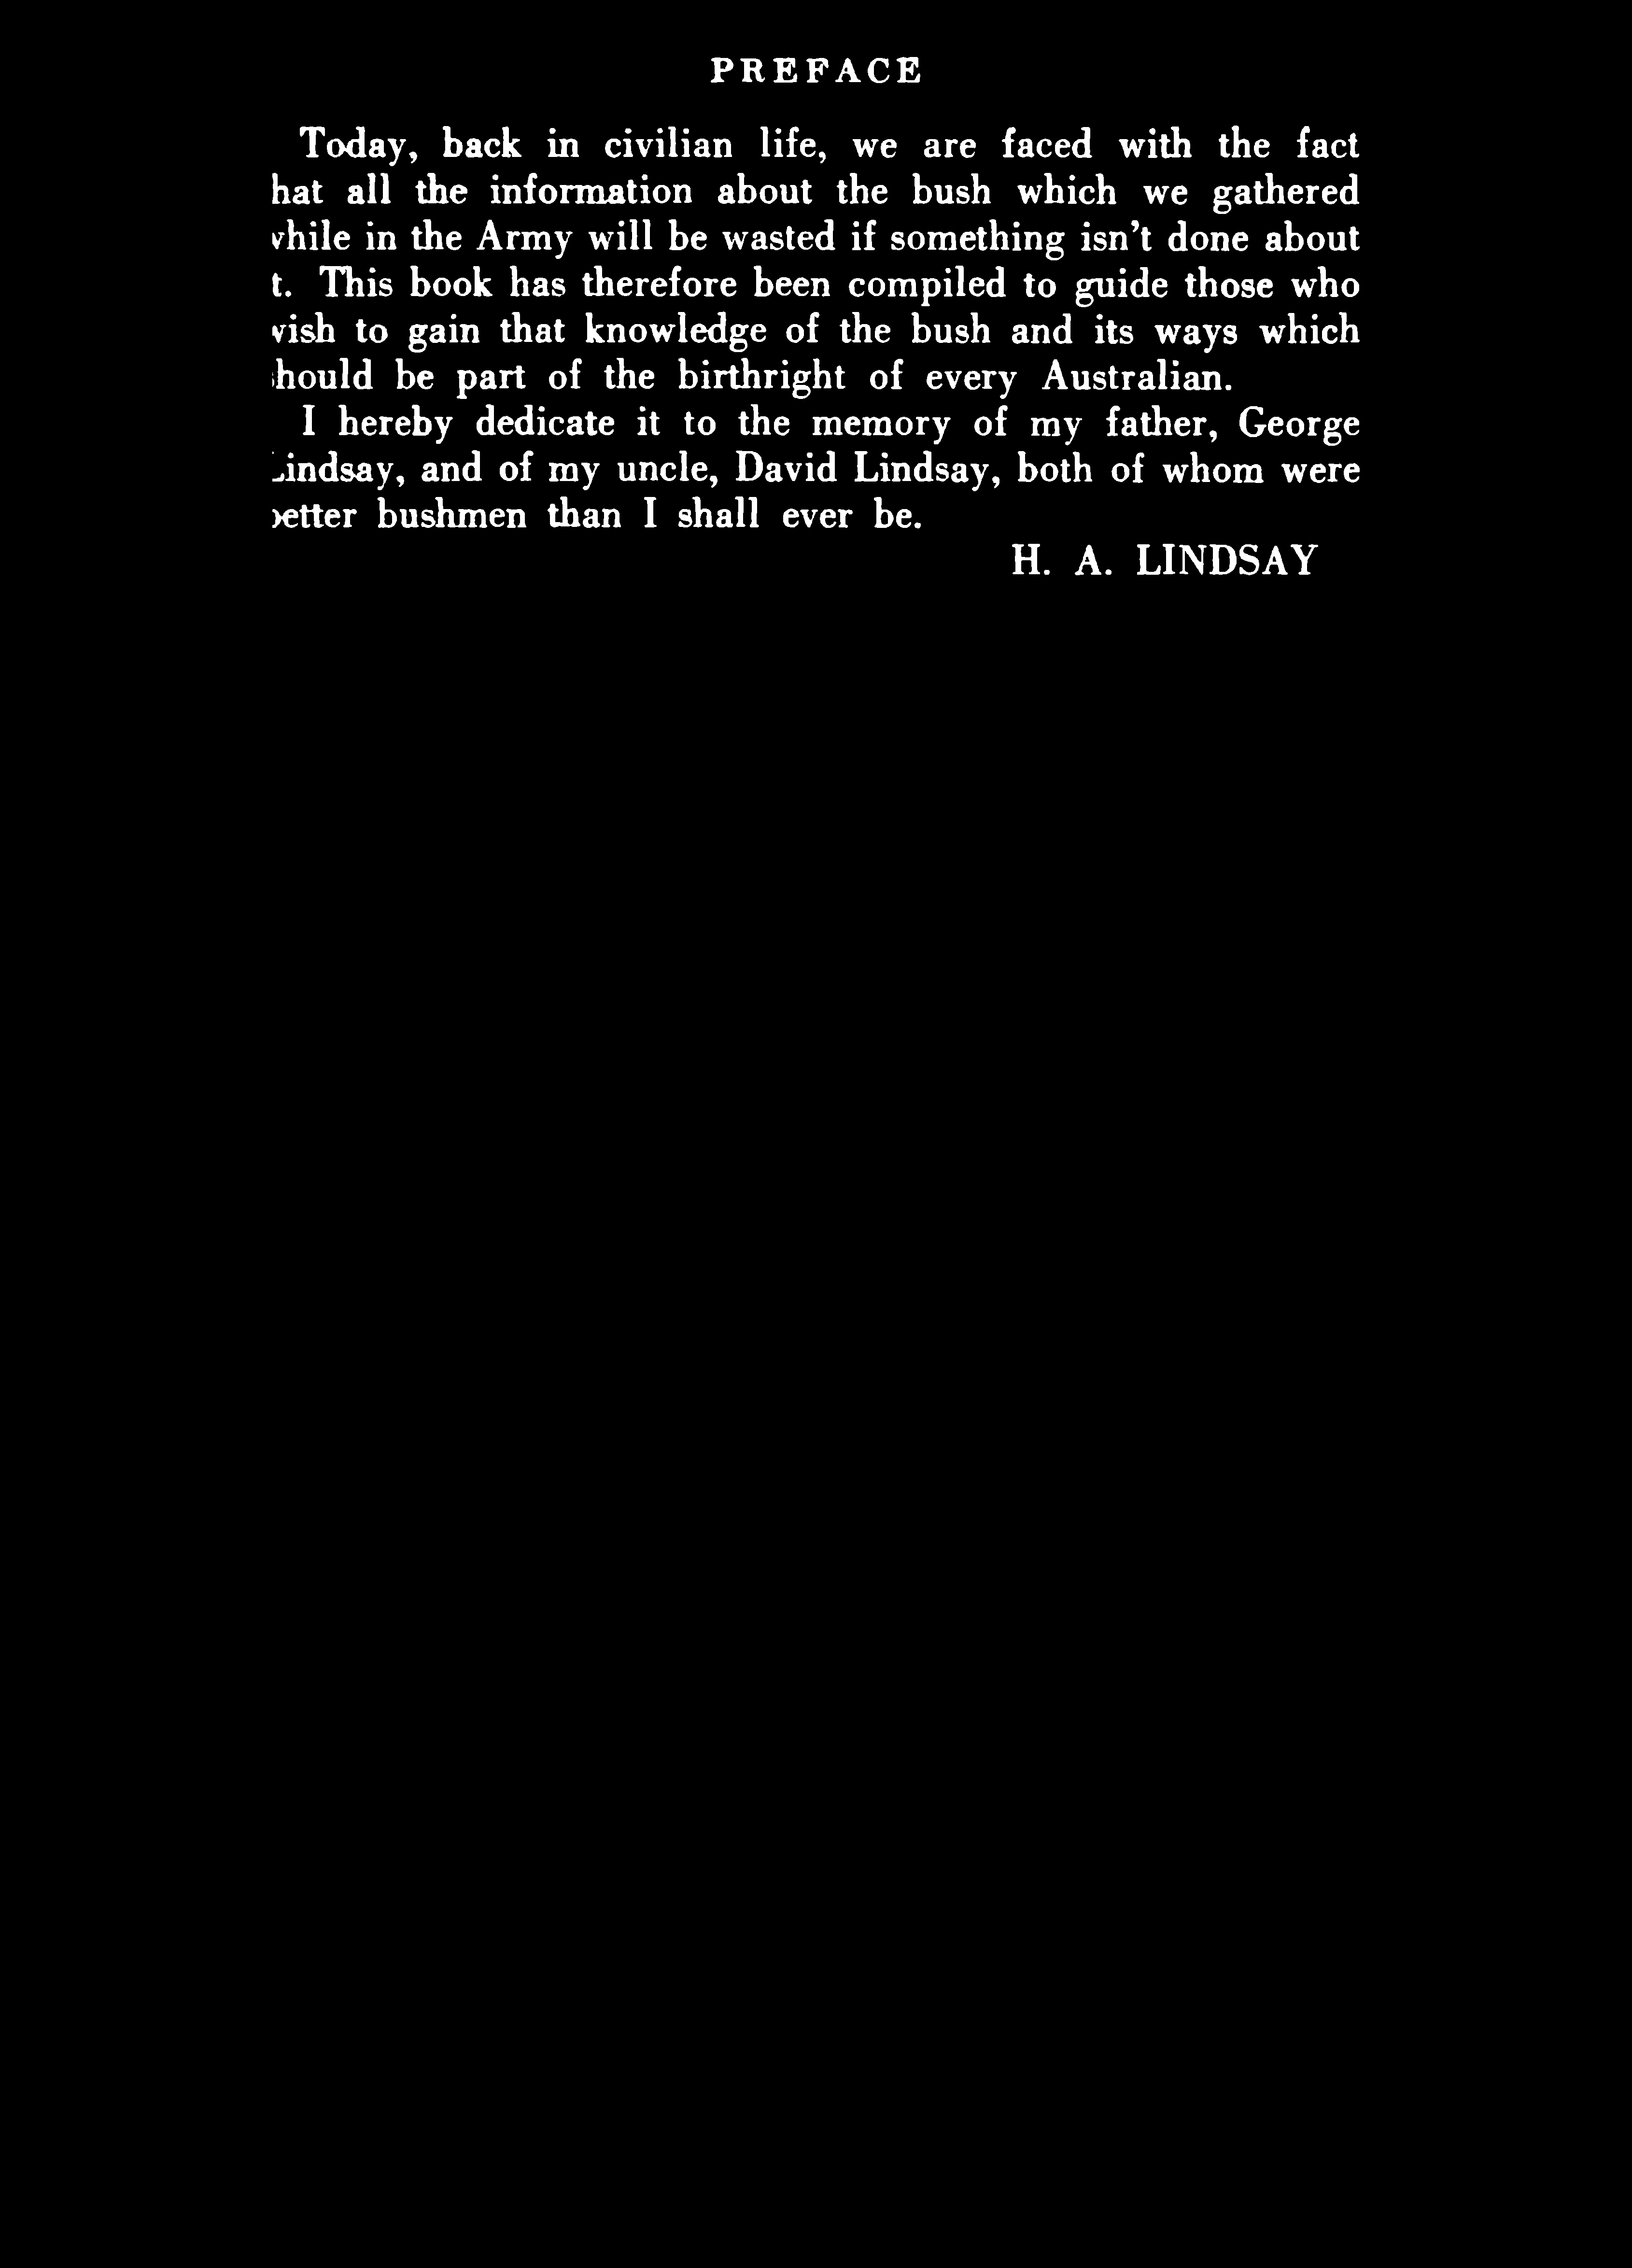 PREFACE
Today, back in civilian life, we are faced with the fact
hat all the information about the bush which we gathered
while in the Army will be wasted if something isn't done about
t. This book has therefore been compiled to guide those who
wish to gain that knowledge of the bush and its ways which
should be part of the birthright of every Australian.
I hereby dedicate it to the memory of my father, George
Lindsay, and of my uncle, David Lindsay, both of whom were
better bushmen than I shall ever be.
H. A. LINDSAY